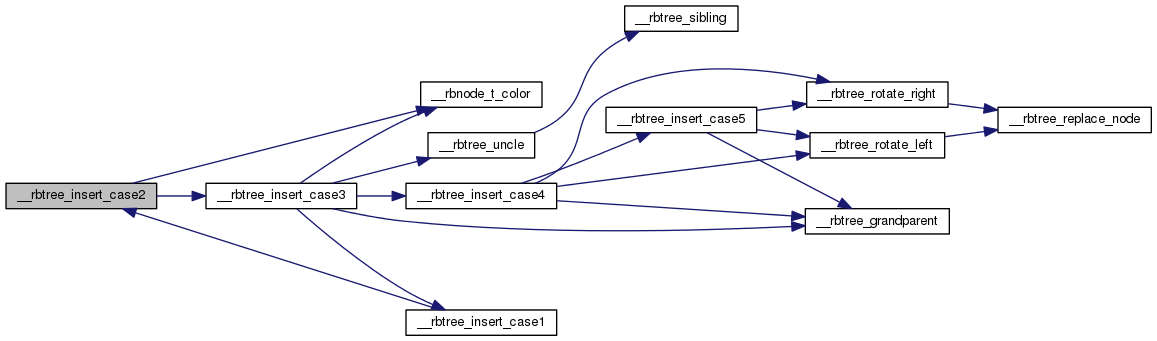 __rbtree_sibling
__rbnode_t_color
__rbtree_rotate_right
__rbtree_insert_case5
__rbtree_replace_node
__rbtree_uncle
__rbtree_rotate_left
__rbtree_insert_case2
__rbtree_insert_case3
__rbtree_insert_case4
__rbtree_grandparent
__rbtree_insert_case1